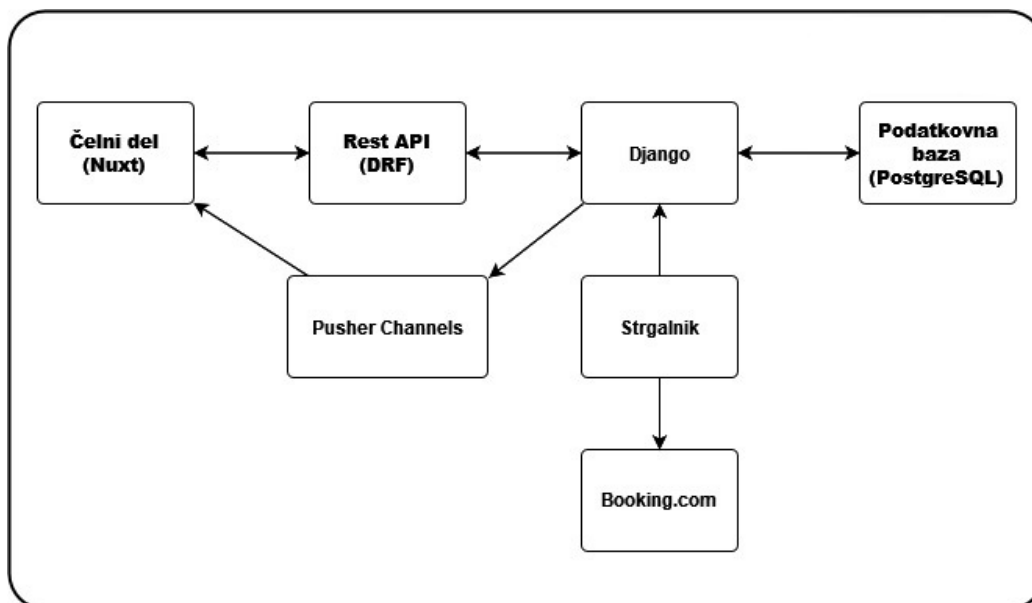 Čelni del
(Nuxt)
Rest API
(DRF)
Django
Podatkovna
baza
(PostgreSQL)
Pusher Channels
Strgalnik
Booking.com